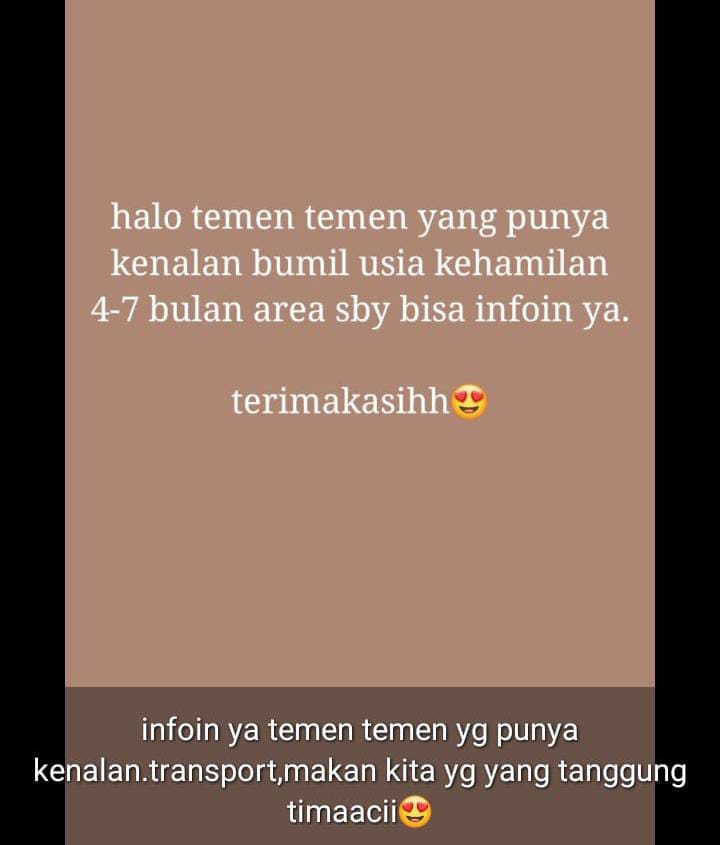 halo temen temen yang punya
kenalan bumil usia kehamilan
4-7 bulan area sby bisa infoin ya.
terimakasihh😍
infoin ya temen temen yg punya
kenalan.transport,makan kita yg yang tanggung
timaacii😍